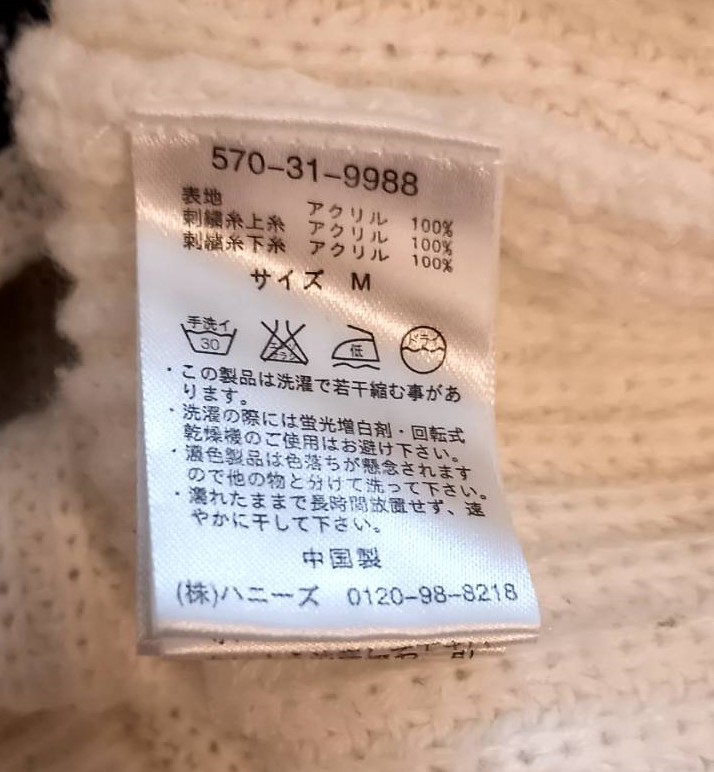 570-31-9988
表地 アクリル 100%
刺繍糸上糸 アクリル 100%
刺繍糸下糸 アクリル 100%
サイズ M
手洗イ
30
低
ドライ
・この製品は洗濯で若干縮む事があ
ります。
・洗濯の際には蛍光増白剤・回転式
乾燥機のご使用はお避け下さい。
・濃色製品は色落ちが懸念されます
ので他の物と分けて洗って下さい。
・濡れたままで長時間放置せず、速
やかに干して下さい。
中国製
(株)ハニーズ 0120-98-8218